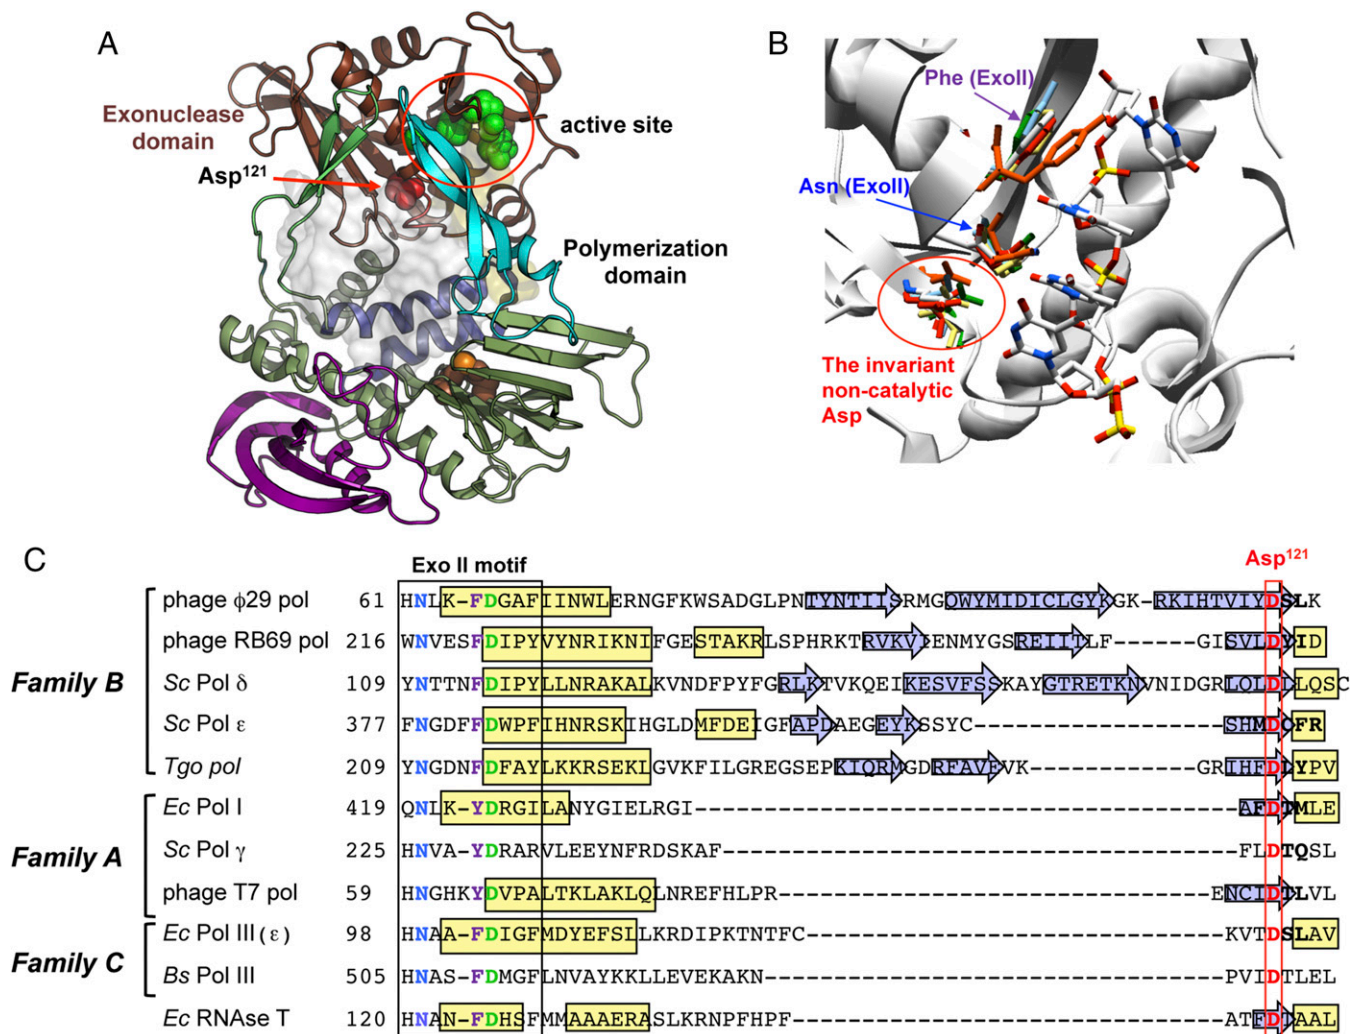 A
Exonuclease
domain
Asp121
active site
Polymerization
domain
B
Phe (ExoII)
Asn (ExoII)
The invariant
non-catalytic
Asp
C
Exo II motif
Asp121
Family B
phage ϕ29 pol 61 HNLK-FDGAFIINWLERNGFKWSADGLPNTYNTIISRMGQWYMIDICLGYKGK-RKIHTVIYDSLK
phage RB69 pol 216 WNVESFDIPYVYNRIKNIFGESTAKRLSPHRKTRVKVIENMYGSREIITLF------GISVLDYID
Sc Pol δ 109 YNTTNFDIPYLLNRAKALKVNDFPYFGRLKTVKQEIKESVFSSKAYGTRETKNVNIDGRLQLDLLQSC
Sc Pol ε 377 FNGDFFDWPFIHNRSKIHGLDMFDEIGFAPDAEGEYKSSYC----------------SHMDCFR
Tgo pol 209 YNGDNFDFAYLKKRSEKLGVKFILGREGSEPKIQRMGDRFAVEVK------------GRIHFDLYPV
Family A
Ec Pol I 419 QNLK-YDRGILANYGIELRGI----------------------------------AFDTMLE
Sc Pol γ 225 HNVA-YDRARVLEEYNFRDSKAF--------------------------------FLDTQSL
phage T7 pol 59 HNGHKYDVPALTKLAKLQLNREFHLPR---------------------------ENCIDTLVL
Family C
Ec Pol III (ε) 98 HNAA-FDIGFMDYEFSLLKRDIPKTNTFC--------------------------KVTDSLAV
Bs Pol III 505 HNAS-FDMGFLNVAYKKLLEVEKAKN-----------------------------PVIDTLEL
Ec RNAse T 120 HNAN-FDHSFMMAAAERASLKRNPFHPF---------------------------ATFDTAAL